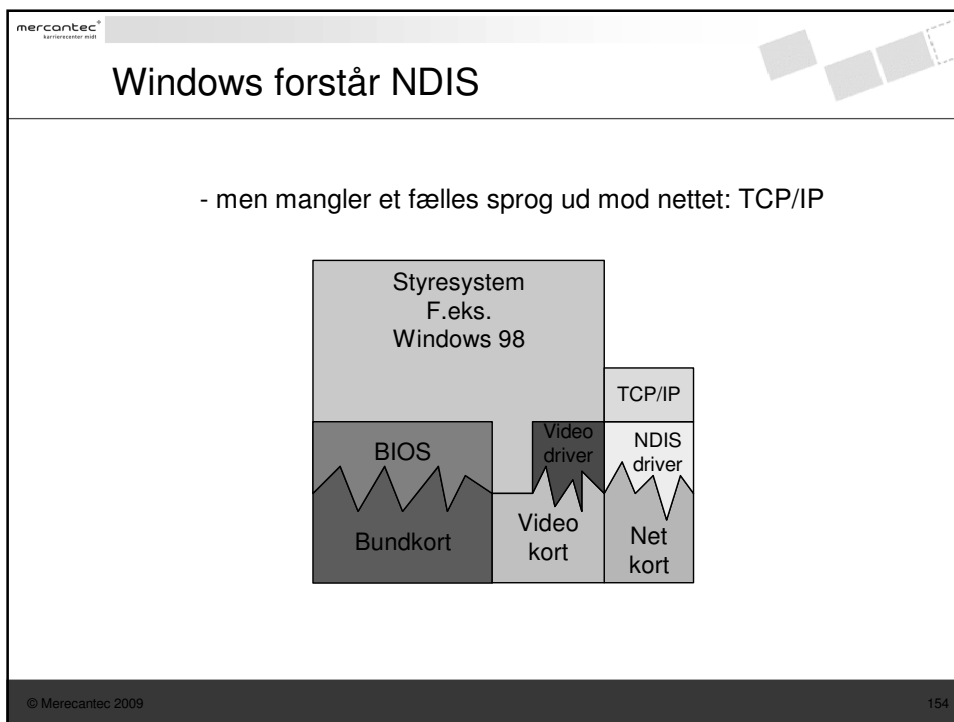 mercantec+
karrierecenter midt
Windows forstår NDIS
- men mangler et fælles sprog ud mod nettet: TCP/IP
Styresystem
F.eks.
Windows 98
TCP/IP
BIOS
Video
driver
NDIS
driver
Bundkort
Video
kort
Net
kort
© Merecantec 2009
154